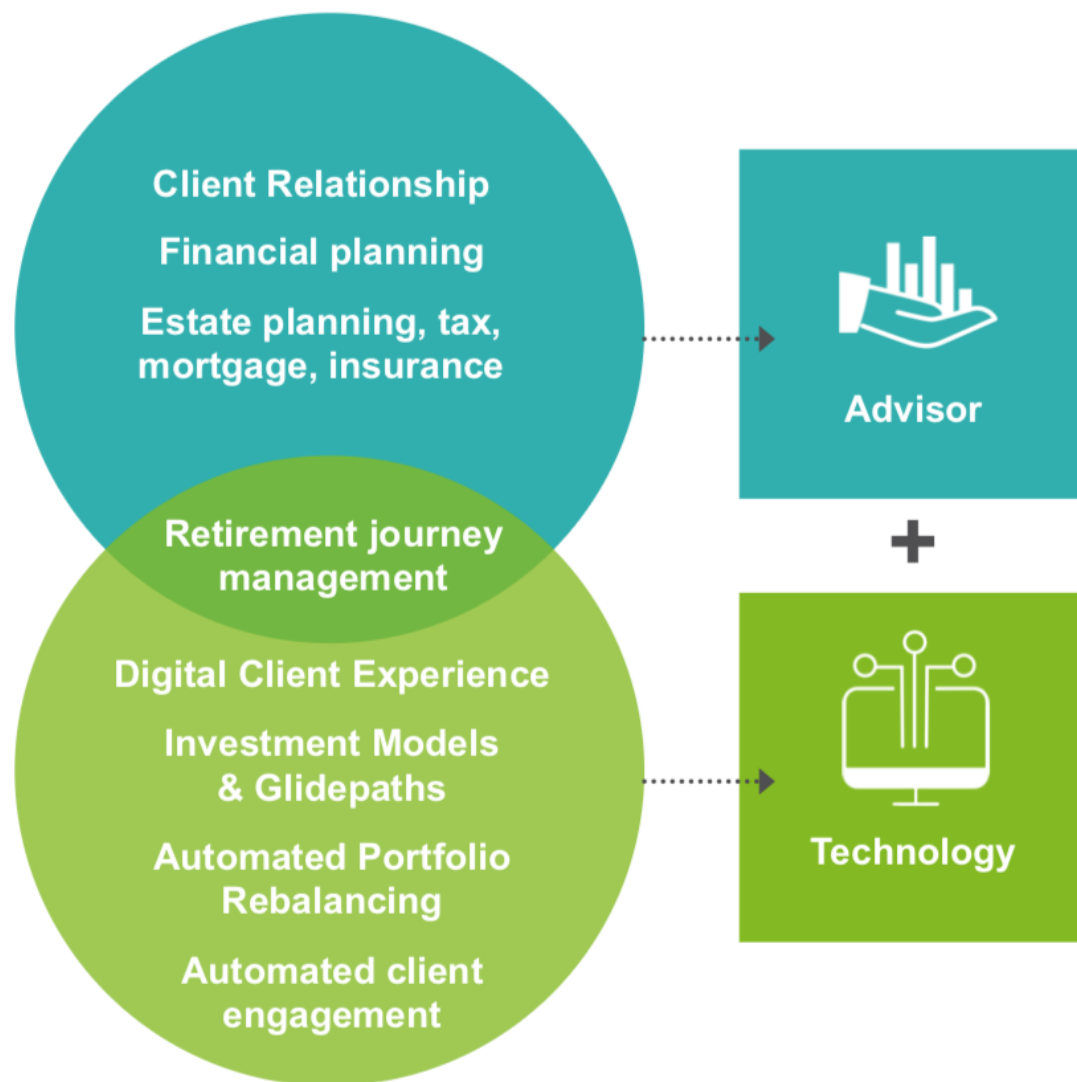 Client Relationship
Financial planning
Estate planning, tax,
mortgage, insurance
Retirement journey
management
Digital Client Experience
Investment Models
& Glidepaths
Automated Portfolio
Rebalancing
Automated client
engagement
Advisor
+
Technology